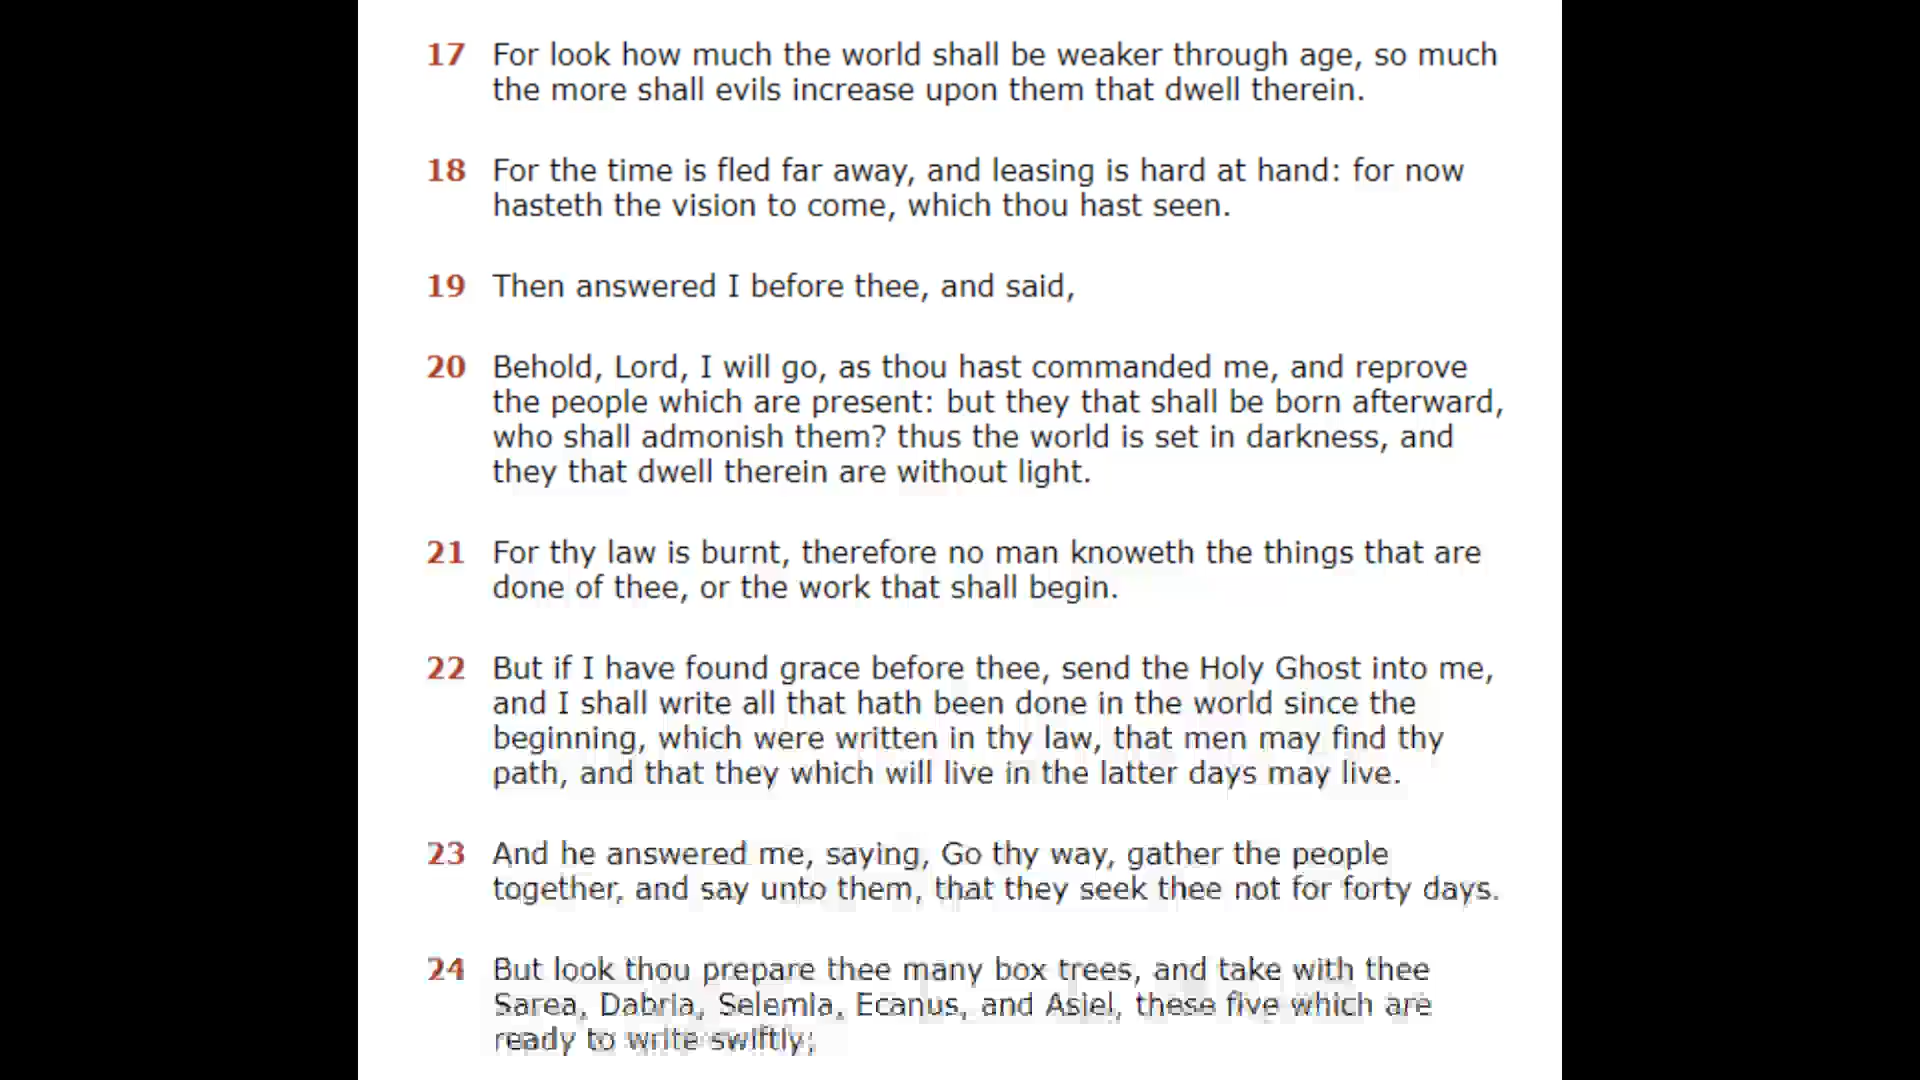 17 For look how much the world shall be weaker through age, so much
the more shall evils increase upon them that dwell therein.
18 For the time is fled far away, and leasing is hard at hand: for now
hasteth the vision to come, which thou hast seen.
19 Then answered I before thee, and said,
20 Behold, Lord, I will go, as thou hast commanded me, and reprove
the people which are present: but they that shall be born afterward,
who shall admonish them? thus the world is set in darkness, and
they that dwell therein are without light.
21 For thy law is burnt, therefore no man knoweth the things that are
done of thee, or the work that shall begin.
22 But if I have found grace before thee, send the Holy Ghost into me,
and I shall write all that hath been done in the world since the
beginning, which were written in thy law, that men may find thy
path, and that they which will live in the latter days may live.
23 And he answered me, saying, Go thy way, gather the people
together, and say unto them, that they seek thee not for forty days.
24 But look thou prepare thee many box trees, and take with thee
Sarea, Dabria, Selemia, Ecanus, and Asiel, these five which are
ready to write swiftly;